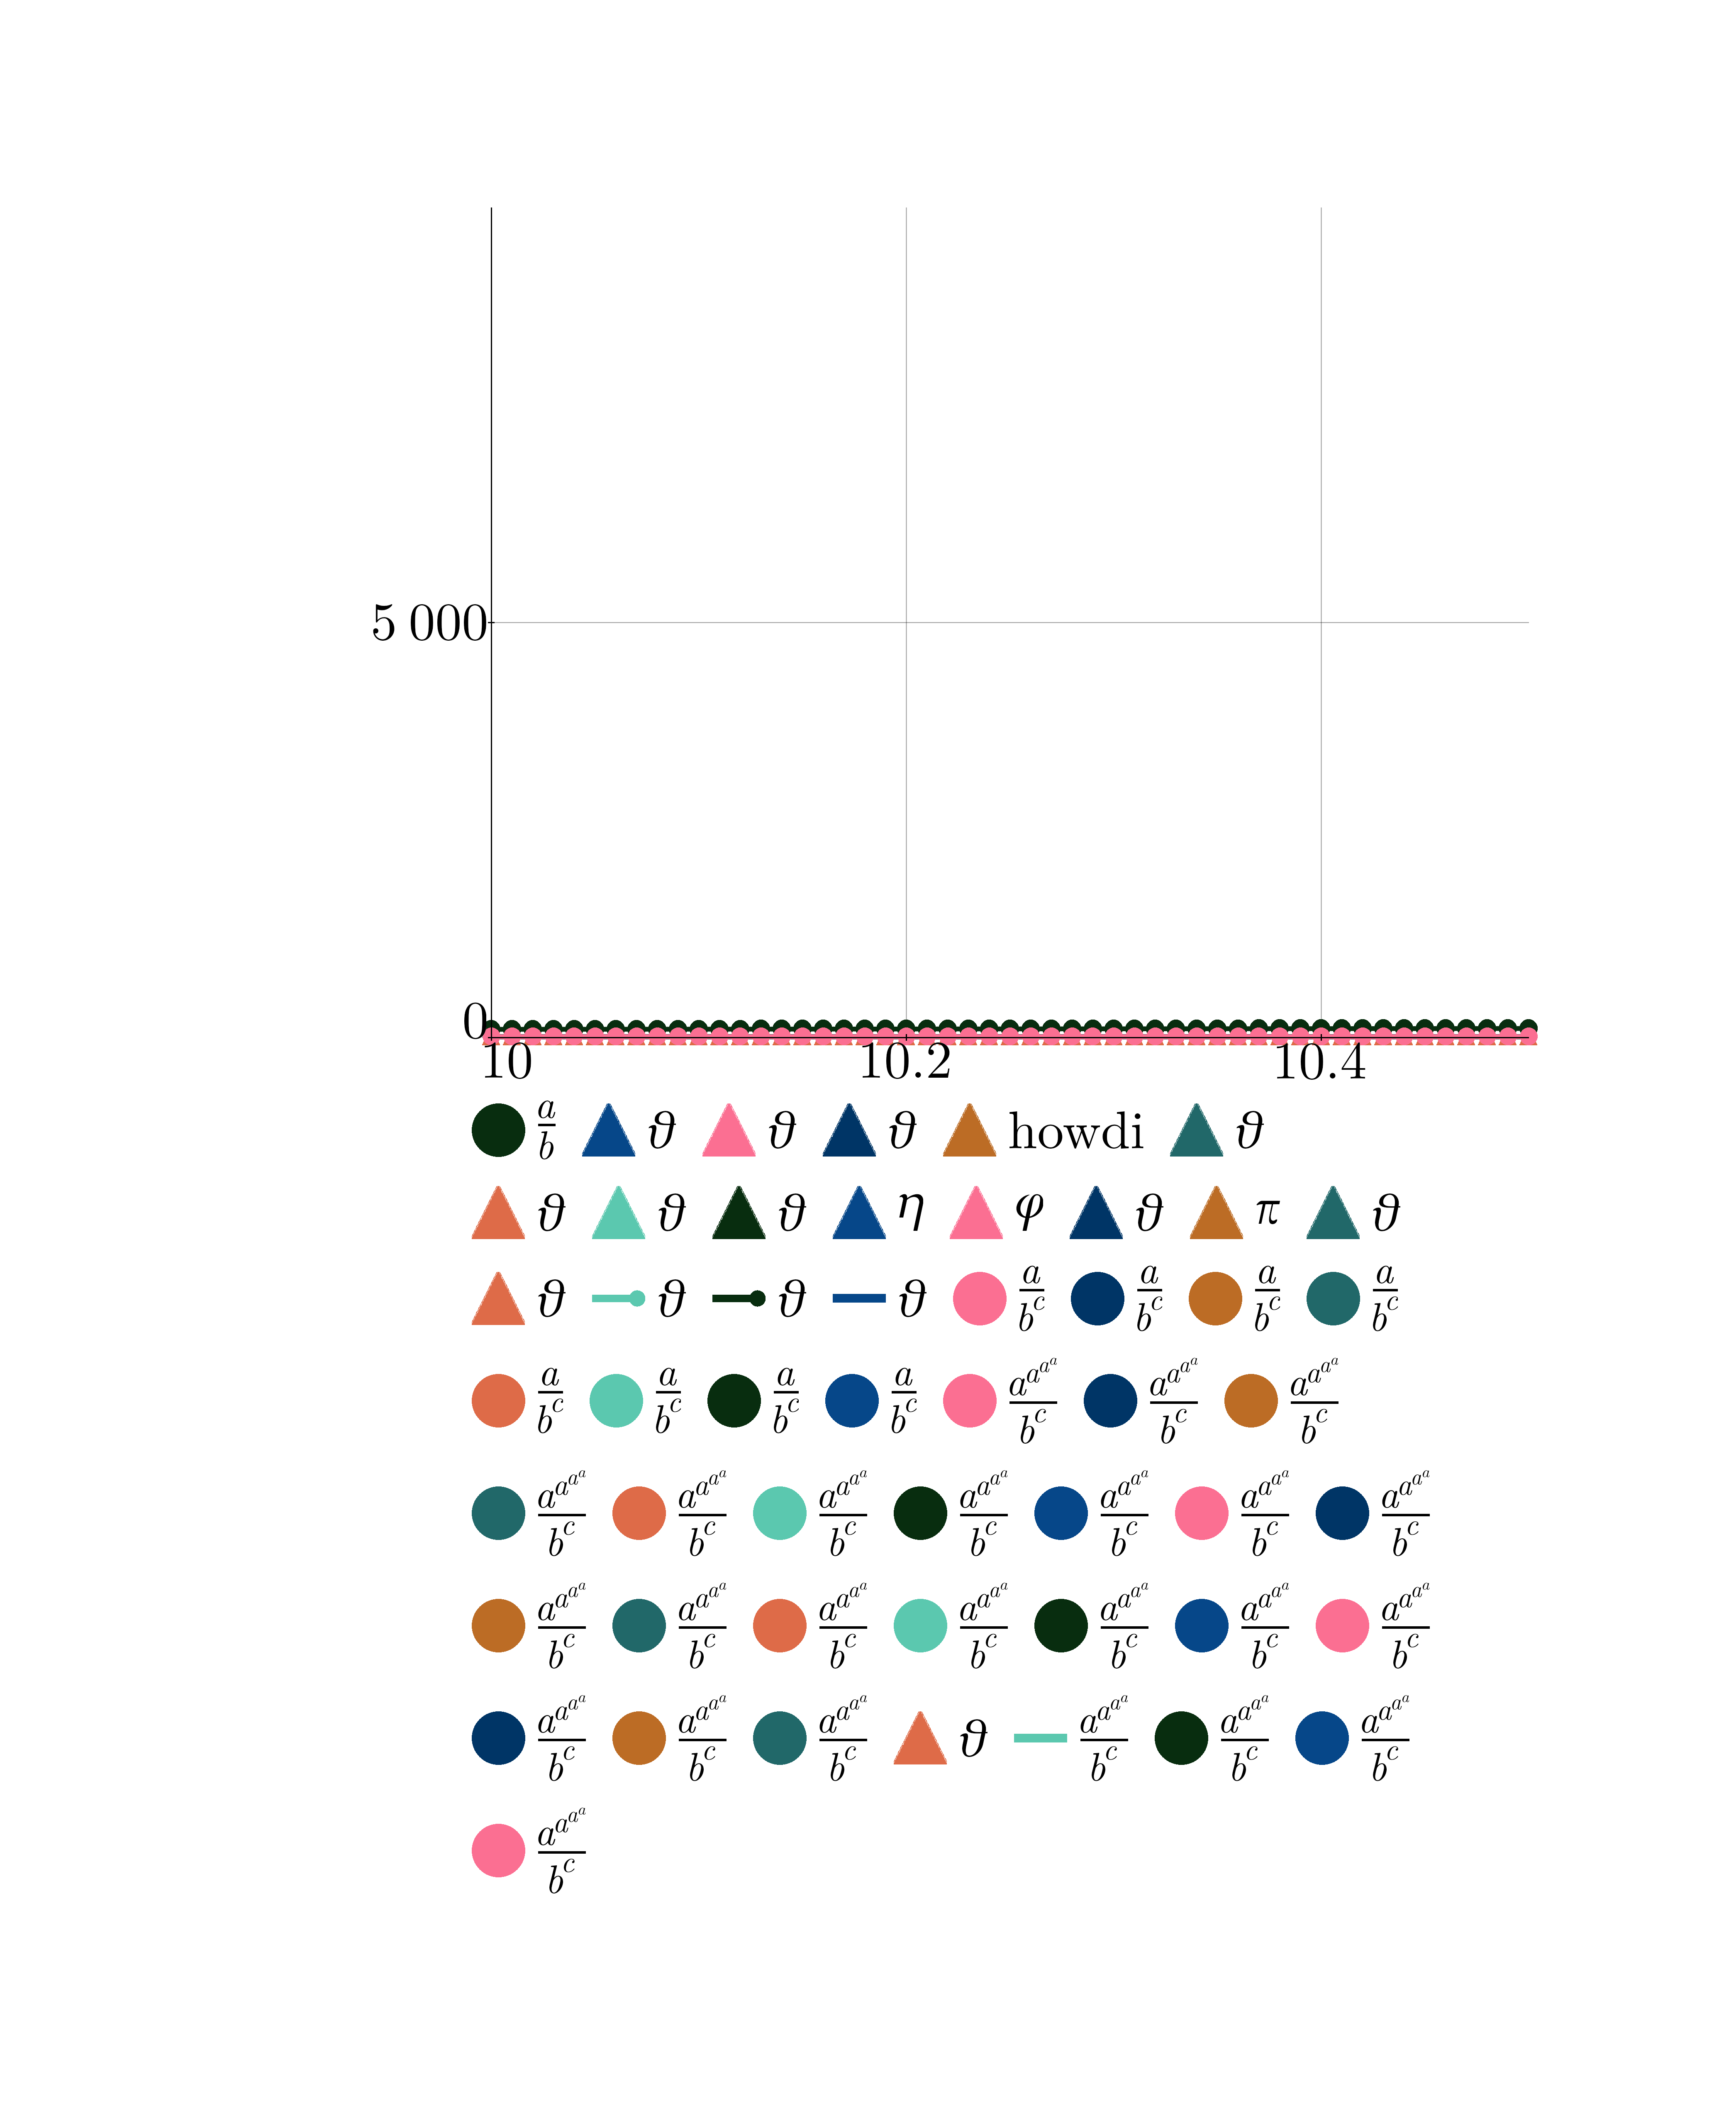 5 000
0
10 10.2 10.4
a/b ϑ ϑ ϑ howdi ϑ
ϑ ϑ ϑ η φ ϑ π ϑ
ϑ ϑ ϑ ϑ a/b^c a/b^c a/b^c a/b^c
a/b^c a/b^c a/b^c a/b^c a^{a^{a^a}}/b^c a^{a^{a^a}}/b^c a^{a^{a^a}}/b^c
a^{a^{a^a}}/b^c a^{a^{a^a}}/b^c a^{a^{a^a}}/b^c a^{a^{a^a}}/b^c a^{a^{a^a}}/b^c a^{a^{a^a}}/b^c a^{a^{a^a}}/b^c
a^{a^{a^a}}/b^c a^{a^{a^a}}/b^c a^{a^{a^a}}/b^c a^{a^{a^a}}/b^c a^{a^{a^a}}/b^c a^{a^{a^a}}/b^c a^{a^{a^a}}/b^c
a^{a^{a^a}}/b^c a^{a^{a^a}}/b^c a^{a^{a^a}}/b^c ϑ a^{a^{a^a}}/b^c a^{a^{a^a}}/b^c a^{a^{a^a}}/b^c
a^{a^{a^a}}/b^c